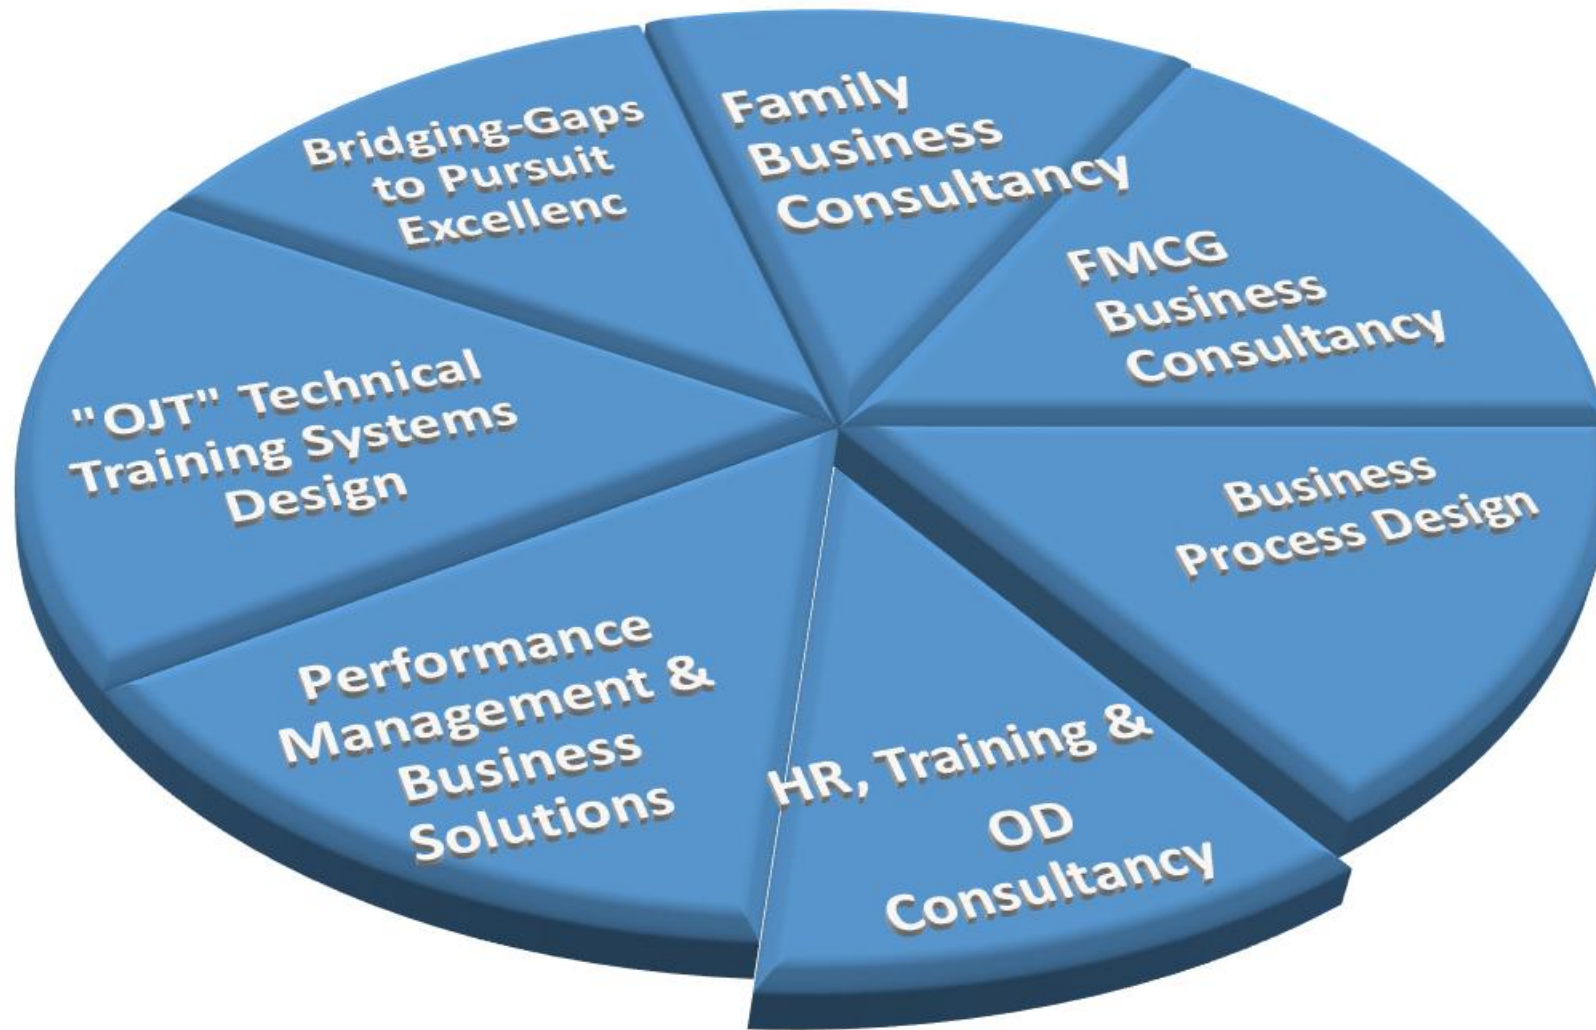 Family
Business
Consultancy
FMCG
Business
Consultancy
Business
Process Design
HR, Training &
OD
Consultancy
Performance
Management &
Business
Solutions
"OJT" Technical
Training Systems
Design
Bridging-Gaps
to Pursuit
Excellenc